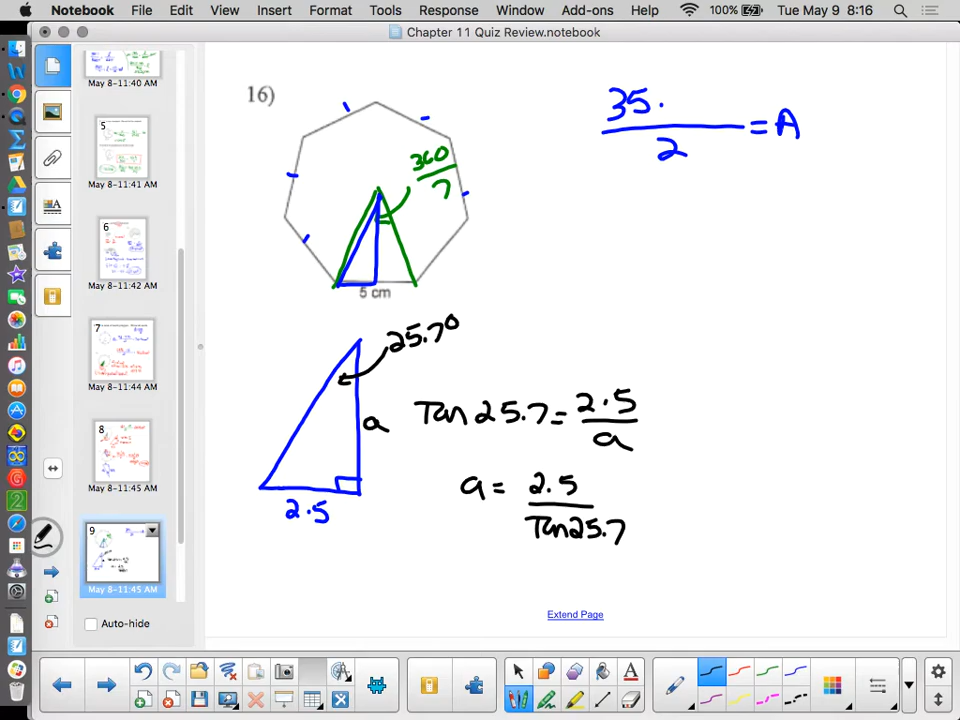 Notebook File Edit View Insert Format Tools Response Window Add-ons Help 100% Tue May 9 8:16
Chapter 11 Quiz Review.notebook
May 8-11:40 AM
5
May 8-11:41 AM
6
May 8-11:42 AM
7
May 8-11:44 AM
8
May 8-11:45 AM
9
May 8-11:45 AM
Auto-hide
16)
35.
2
= A
360
7
5 cm
25.7°
a
2.5
Tan 25.7 = 2.5
a
a = 2.5
Tan25.7
Extend Page